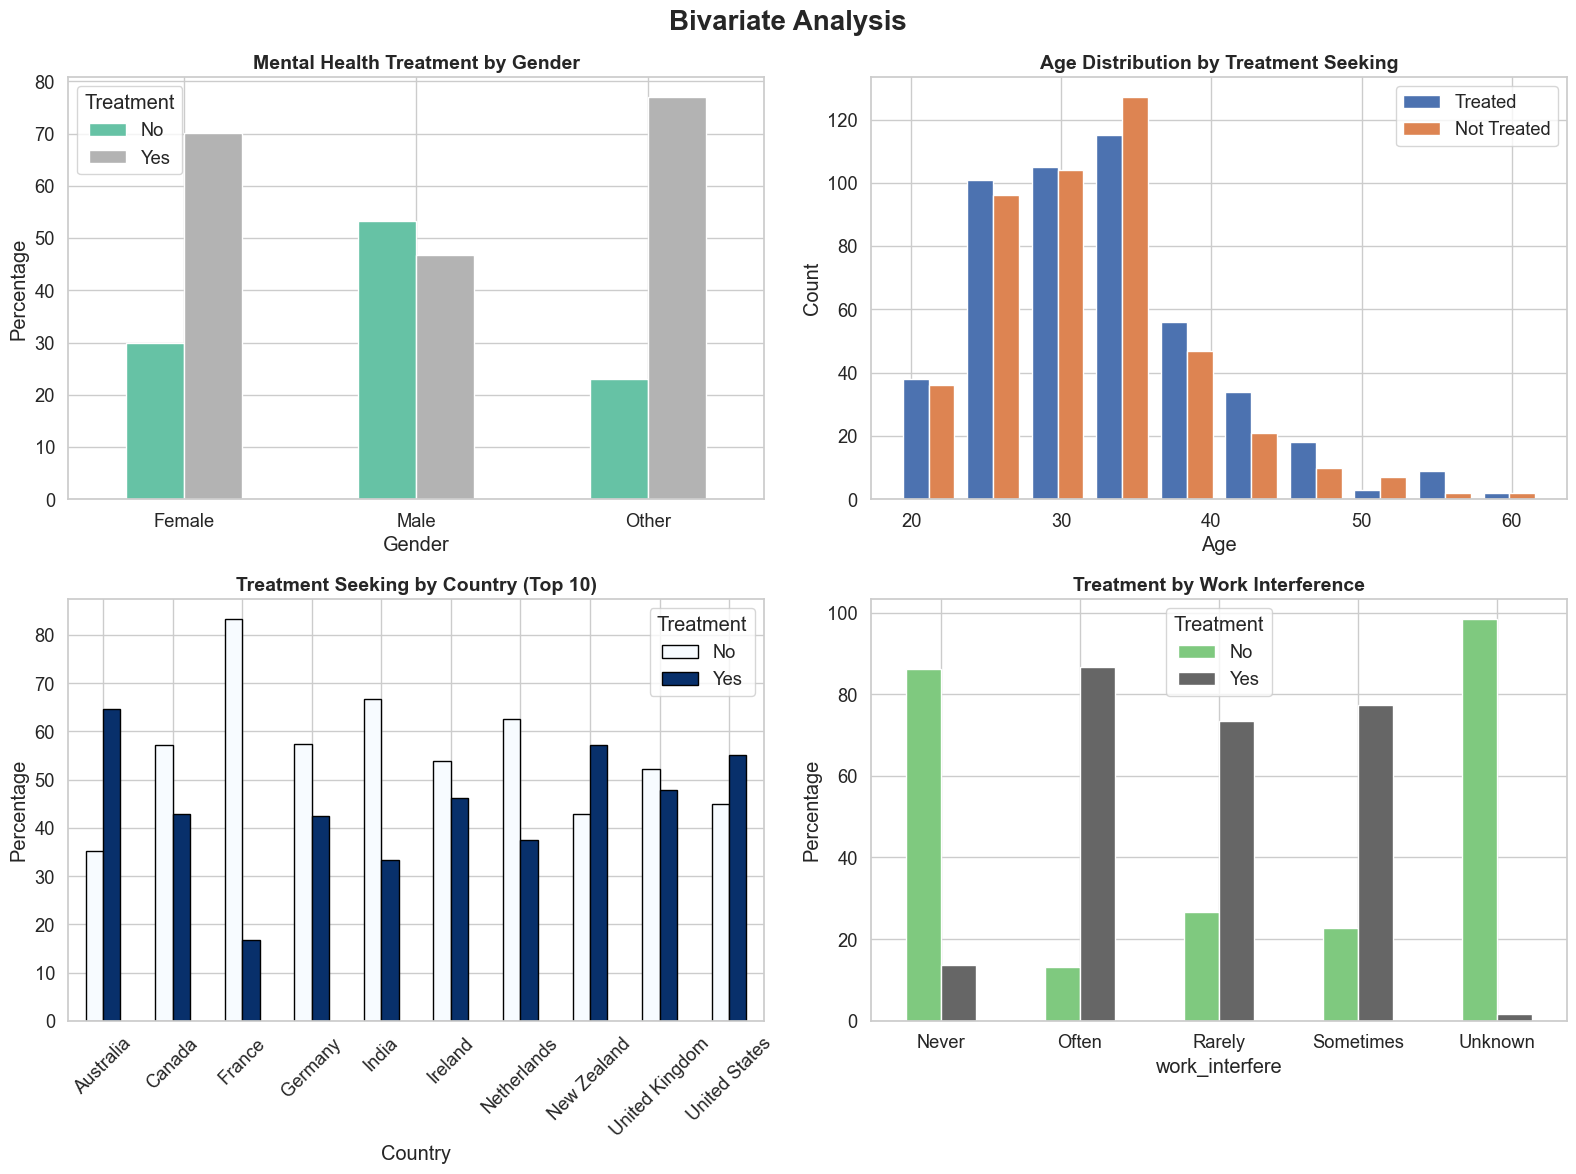 Bivariate Analysis
Mental Health Treatment by Gender
Treatment
No
Yes
80
70
60
50
40
30
20
10
0
Percentage
Female Male Other
Gender
Age Distribution by Treatment Seeking
Treated
Not Treated
120
100
80
60
40
20
0
Count
20 30 40 50 60
Age
Treatment Seeking by Country (Top 10)
Treatment
No
Yes
80
70
60
50
40
30
20
10
0
Percentage
Australia
Canada
France
Germany
India
Ireland
Netherlands
New Zealand
United Kingdom
United States
Country
Treatment by Work Interference
Treatment
No
Yes
100
80
60
40
20
0
Percentage
Never Often Rarely Sometimes Unknown
work_interfere